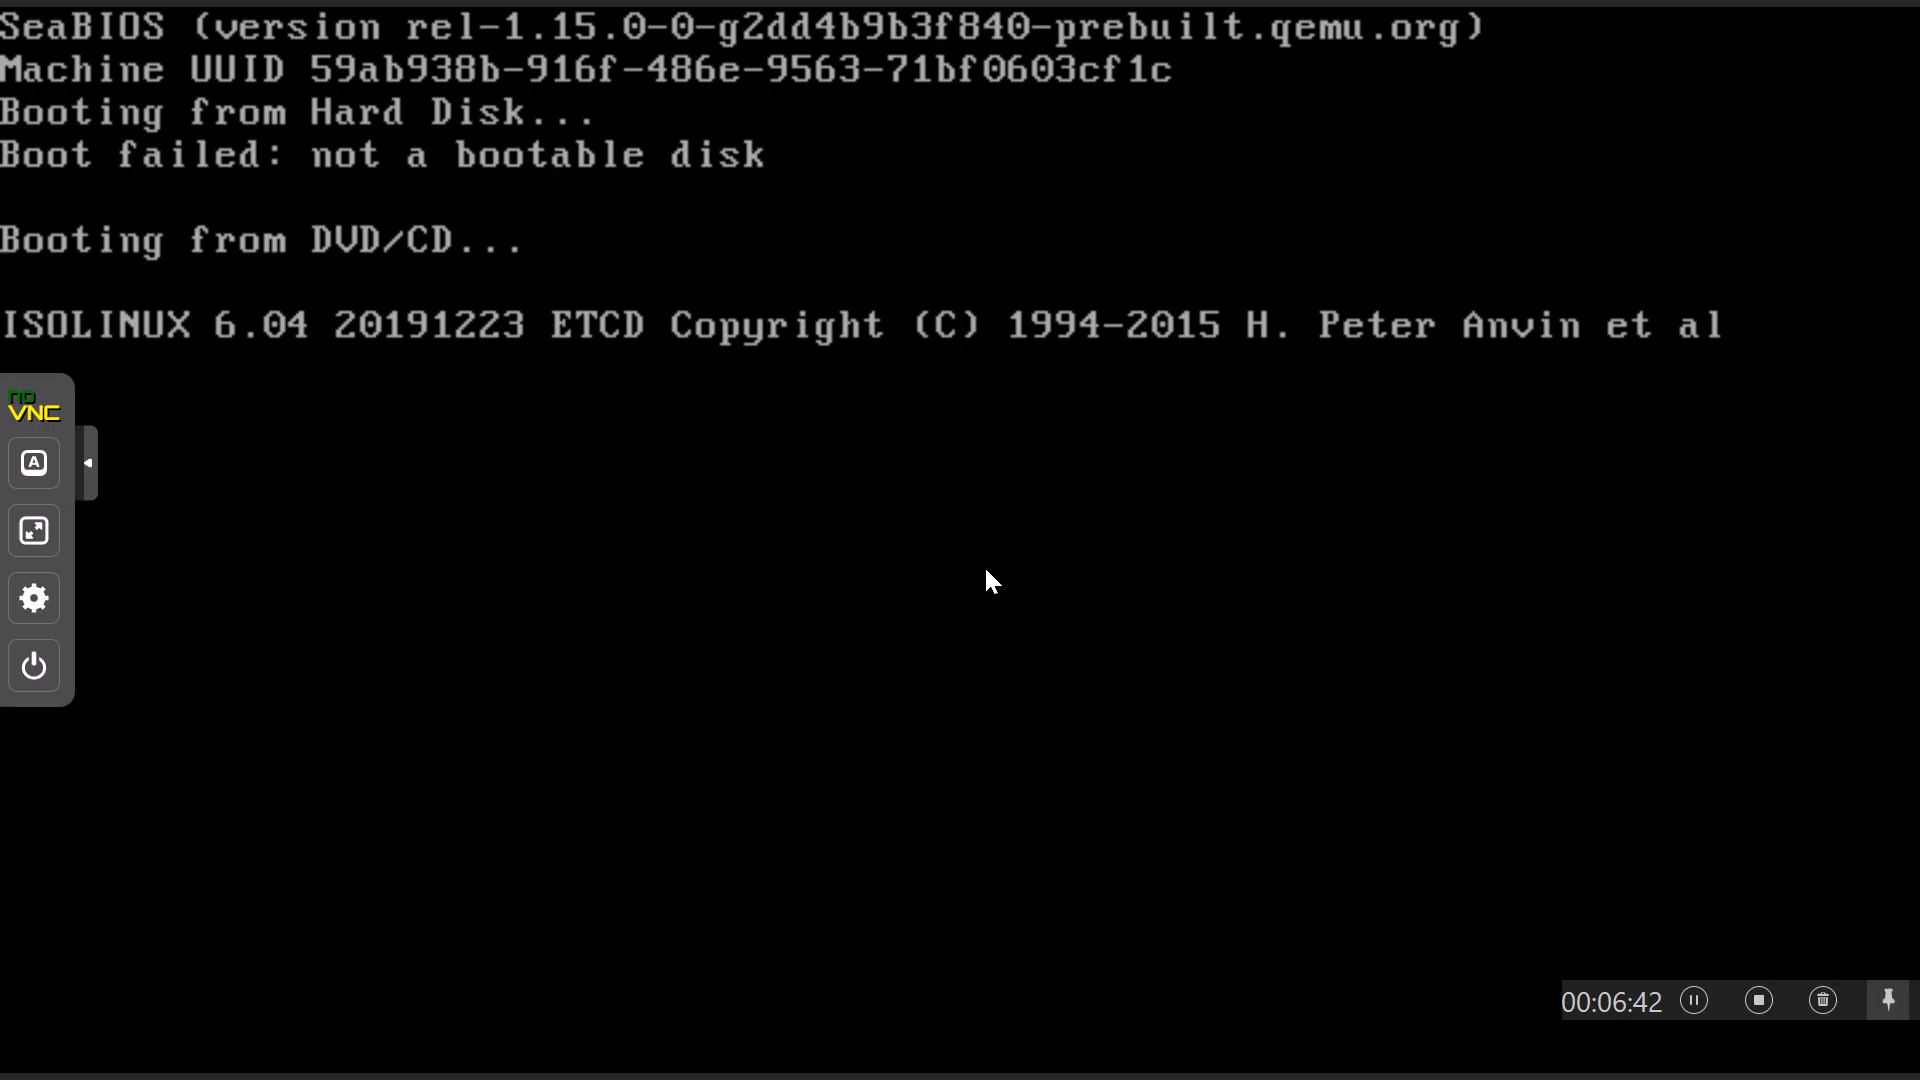 SeaBIOS (version rel-1.15.0-0-g2dd4b9b3f840-prebuilt.qemu.org)
Machine UUID 59ab938b-916f-486e-9563-71bf0603cf1c
Booting from Hard Disk...
Boot failed: not a bootable disk
Booting from DVD/CD...
ISOLINUX 6.04 20191223 ETCD Copyright (C) 1994-2015 H. Peter Anvin et al
no
VNC
A
00:06:42